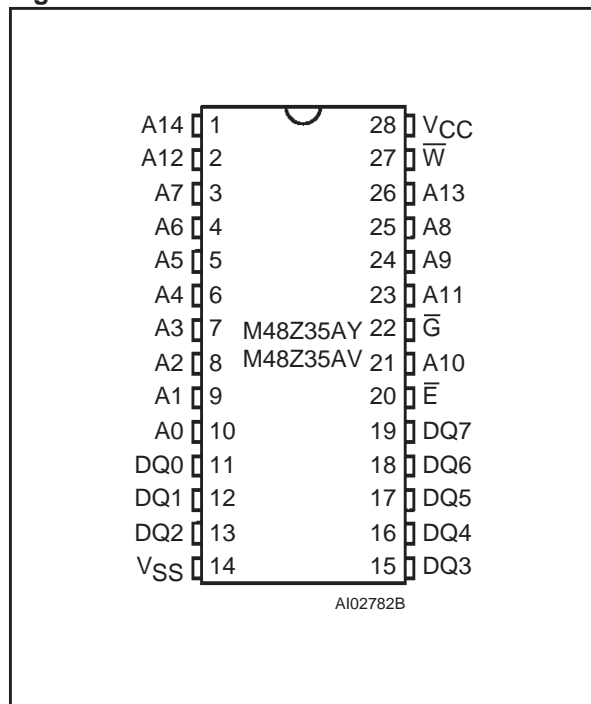 A14 1 28 VCC
A12 2 27 W̅
A7 3 26 A13
A6 4 25 A8
A5 5 24 A9
A4 6 23 A11
A3 7 M48Z35AY 22 G̅
A2 8 M48Z35AV 21 A10
A1 9 20 E̅
A0 10 19 DQ7
DQ0 11 18 DQ6
DQ1 12 17 DQ5
DQ2 13 16 DQ4
VSS 14 15 DQ3
AI02782B